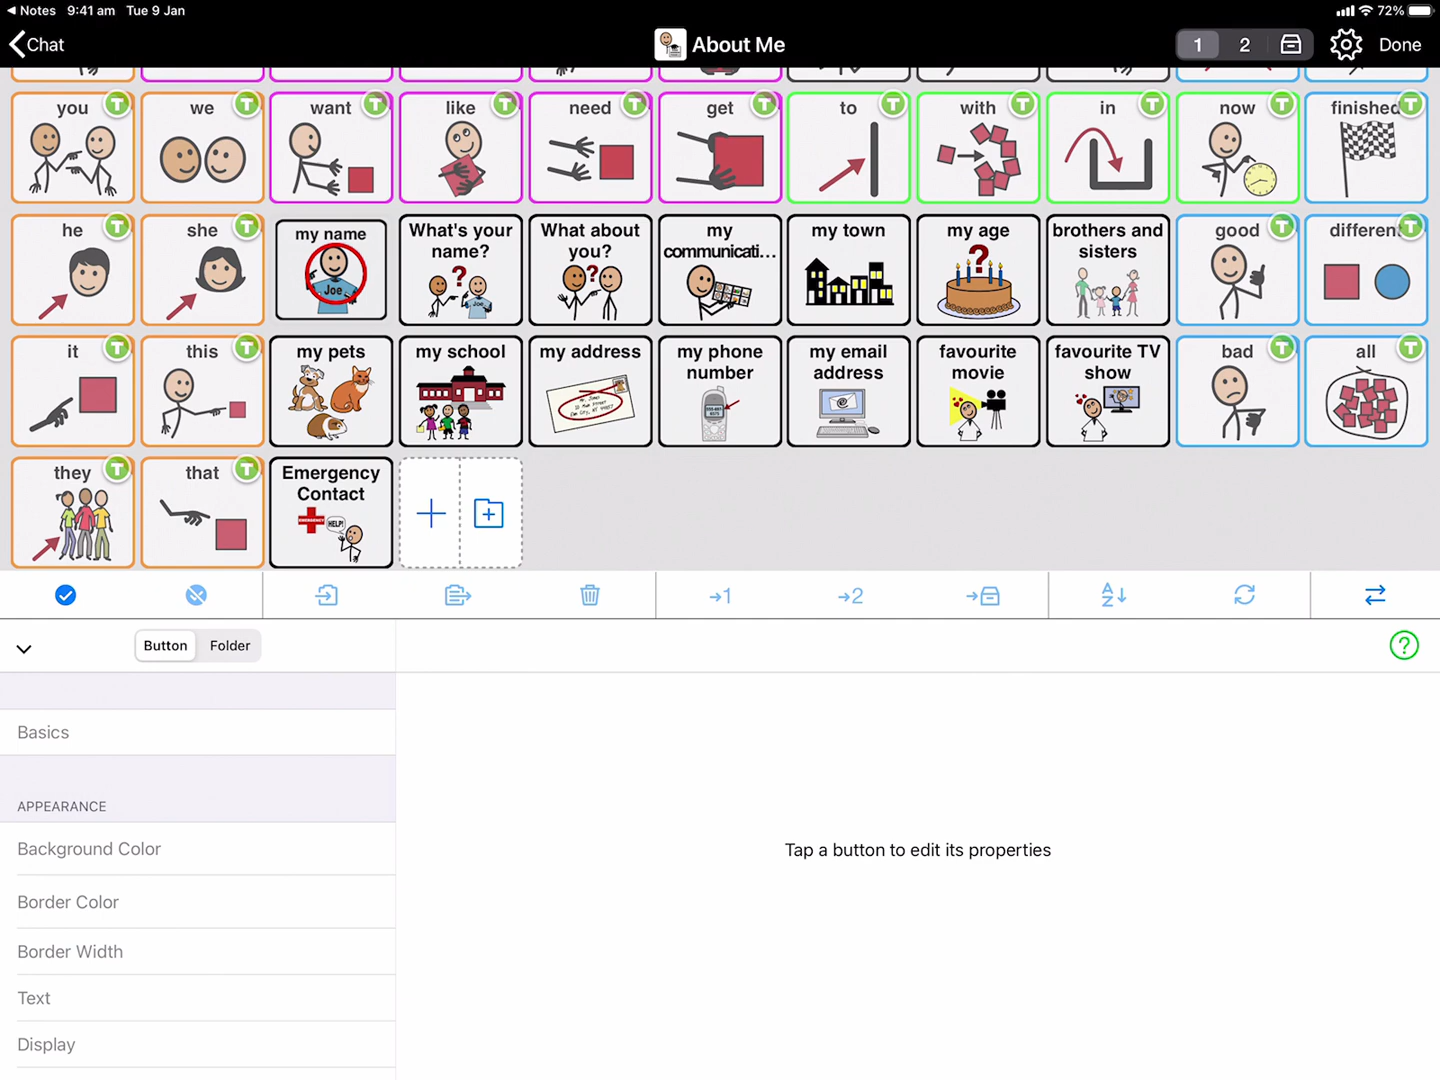 Notes 9:41 am Tue 9 Jan 72%
Chat About Me 1 2 Done
you we want like need get to with in now finished
he she my name What's your name? What about you? my communicati... my town my age brothers and sisters good different
Joe
Joe
it this my pets my school my address my phone number my email address favourite movie favourite TV show bad all
they that Emergency Contact
HELP!
→1 →2 A Z
Button Folder
Basics
APPEARANCE
Background Color
Border Color
Border Width
Text
Display
Tap a button to edit its properties